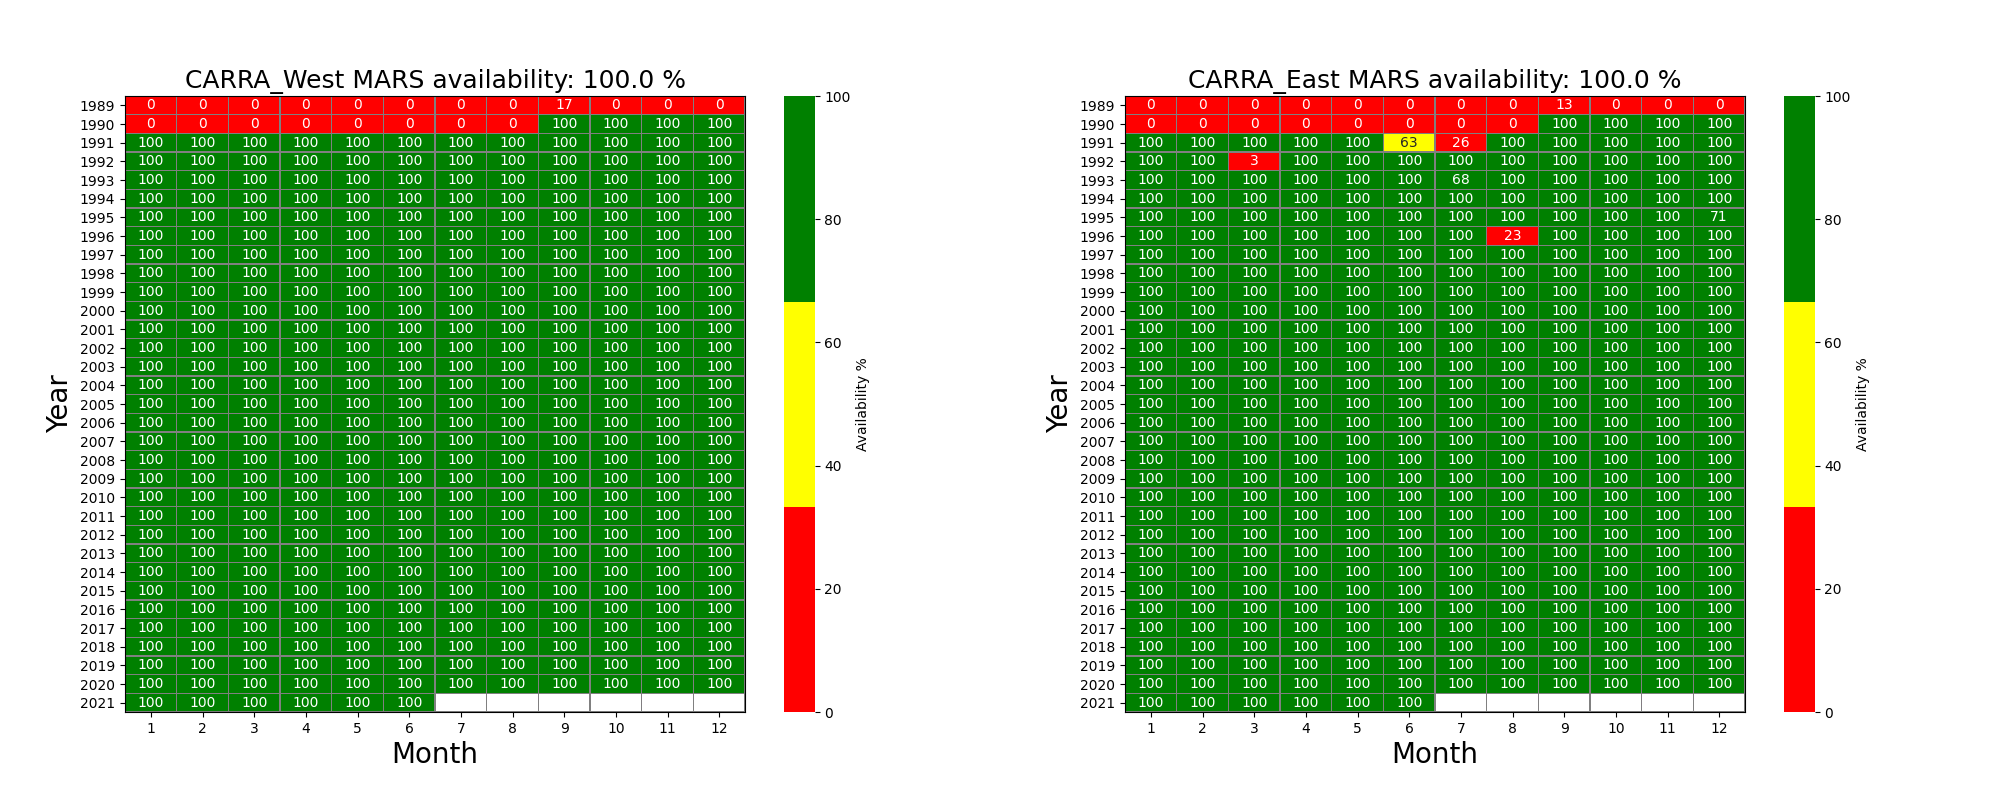 CARRA_West MARS availability: 100.0 %
1989 0 0 0 0 0 0 0 0 17 0 0 0
1990 0 0 0 0 0 0 0 0 100 100 100 100
1991 100 100 100 100 100 100 100 100 100 100 100 100
1992 100 100 100 100 100 100 100 100 100 100 100 100
1993 100 100 100 100 100 100 100 100 100 100 100 100
1994 100 100 100 100 100 100 100 100 100 100 100 100
1995 100 100 100 100 100 100 100 100 100 100 100 100
1996 100 100 100 100 100 100 100 100 100 100 100 100
1997 100 100 100 100 100 100 100 100 100 100 100 100
1998 100 100 100 100 100 100 100 100 100 100 100 100
1999 100 100 100 100 100 100 100 100 100 100 100 100
2000 100 100 100 100 100 100 100 100 100 100 100 100
2001 100 100 100 100 100 100 100 100 100 100 100 100
2002 100 100 100 100 100 100 100 100 100 100 100 100
2003 100 100 100 100 100 100 100 100 100 100 100 100
2004 100 100 100 100 100 100 100 100 100 100 100 100
2005 100 100 100 100 100 100 100 100 100 100 100 100
2006 100 100 100 100 100 100 100 100 100 100 100 100
2007 100 100 100 100 100 100 100 100 100 100 100 100
2008 100 100 100 100 100 100 100 100 100 100 100 100
2009 100 100 100 100 100 100 100 100 100 100 100 100
2010 100 100 100 100 100 100 100 100 100 100 100 100
2011 100 100 100 100 100 100 100 100 100 100 100 100
2012 100 100 100 100 100 100 100 100 100 100 100 100
2013 100 100 100 100 100 100 100 100 100 100 100 100
2014 100 100 100 100 100 100 100 100 100 100 100 100
2015 100 100 100 100 100 100 100 100 100 100 100 100
2016 100 100 100 100 100 100 100 100 100 100 100 100
2017 100 100 100 100 100 100 100 100 100 100 100 100
2018 100 100 100 100 100 100 100 100 100 100 100 100
2019 100 100 100 100 100 100 100 100 100 100 100 100
2020 100 100 100 100 100 100 100 100 100 100 100 100
2021 100 100 100 100 100 100
1 2 3 4 5 6 7 8 9 10 11 12
Month
Year
100
80
60
40
20
0
Availability %
CARRA_East MARS availability: 100.0 %
1989 0 0 0 0 0 0 0 0 13 0 0 0
1990 0 0 0 0 0 0 0 0 100 100 100 100
1991 100 100 100 100 100 63 26 100 100 100 100 100
1992 100 100 3 100 100 100 100 100 100 100 100 100
1993 100 100 100 100 100 100 68 100 100 100 100 100
1994 100 100 100 100 100 100 100 100 100 100 100 100
1995 100 100 100 100 100 100 100 100 100 100 100 71
1996 100 100 100 100 100 100 100 23 100 100 100 100
1997 100 100 100 100 100 100 100 100 100 100 100 100
1998 100 100 100 100 100 100 100 100 100 100 100 100
1999 100 100 100 100 100 100 100 100 100 100 100 100
2000 100 100 100 100 100 100 100 100 100 100 100 100
2001 100 100 100 100 100 100 100 100 100 100 100 100
2002 100 100 100 100 100 100 100 100 100 100 100 100
2003 100 100 100 100 100 100 100 100 100 100 100 100
2004 100 100 100 100 100 100 100 100 100 100 100 100
2005 100 100 100 100 100 100 100 100 100 100 100 100
2006 100 100 100 100 100 100 100 100 100 100 100 100
2007 100 100 100 100 100 100 100 100 100 100 100 100
2008 100 100 100 100 100 100 100 100 100 100 100 100
2009 100 100 100 100 100 100 100 100 100 100 100 100
2010 100 100 100 100 100 100 100 100 100 100 100 100
2011 100 100 100 100 100 100 100 100 100 100 100 100
2012 100 100 100 100 100 100 100 100 100 100 100 100
2013 100 100 100 100 100 100 100 100 100 100 100 100
2014 100 100 100 100 100 100 100 100 100 100 100 100
2015 100 100 100 100 100 100 100 100 100 100 100 100
2016 100 100 100 100 100 100 100 100 100 100 100 100
2017 100 100 100 100 100 100 100 100 100 100 100 100
2018 100 100 100 100 100 100 100 100 100 100 100 100
2019 100 100 100 100 100 100 100 100 100 100 100 100
2020 100 100 100 100 100 100 100 100 100 100 100 100
2021 100 100 100 100 100 100
1 2 3 4 5 6 7 8 9 10 11 12
Month
Year
100
80
60
40
20
0
Availability %